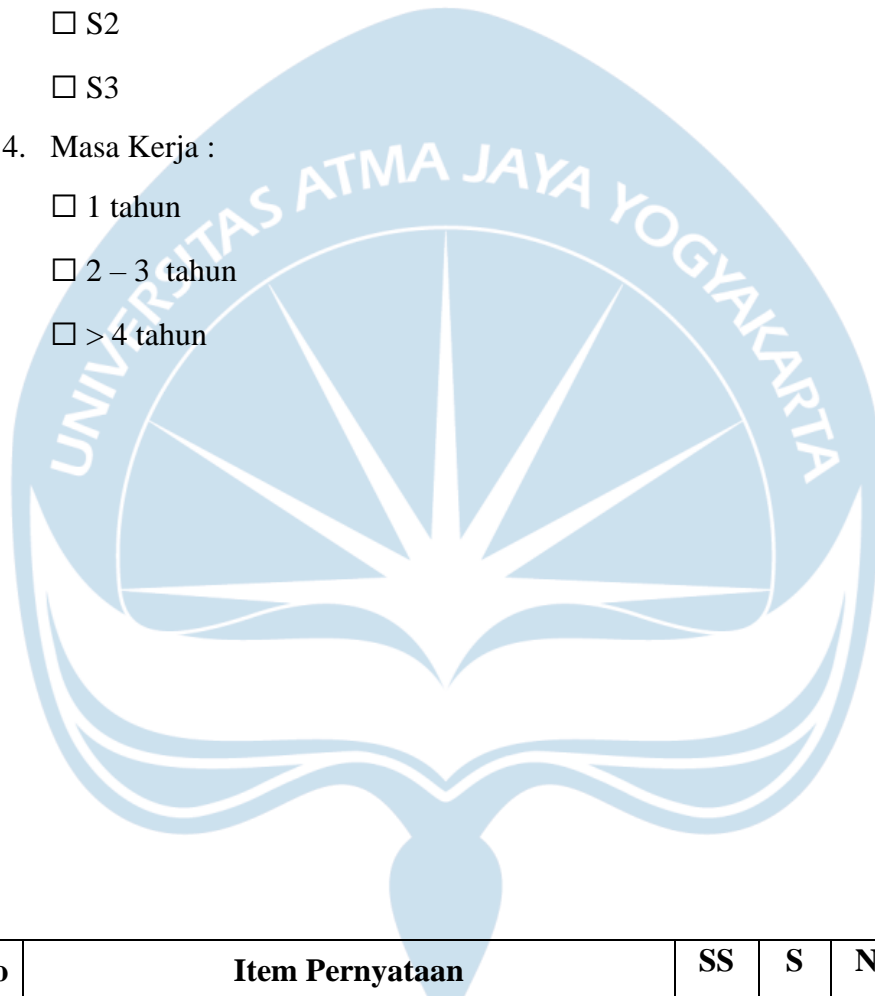 ☐ S2
☐ S3
4. Masa Kerja :
☐ 1 tahun
☐ 2 – 3 tahun
☐ > 4 tahun
UNIVERSITAS ATMA JAYA YOGYAKARTA
o Item Pernyataan SS S N